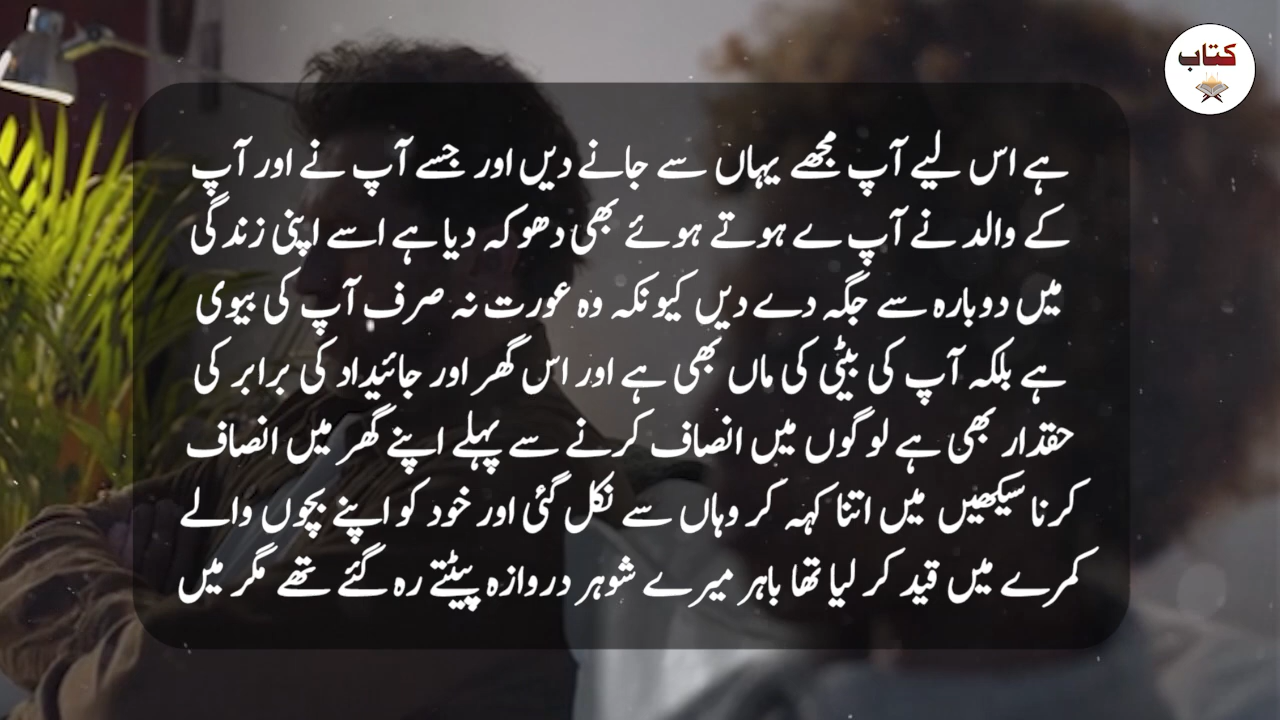 کتاب
ہے اس لیے آپ مجھے یہاں سے جانے دیں اور جسے آپ نے اور آپ
کے والد نے آپ ے ہوتے ہوئے بھی دھوکہ دیا ہے اسے اپنی زندگی
میں دوبارہ سے جگہ دے دیں کیونکہ وہ عورت نہ صرف آپ کی بیوی
ہے بلکہ آپ کی بیٹی کی ماں بھی ہے اور اس گھر اور جائیداد کی برابر کی
حقدار بھی ہے لوگوں میں انصاف کرنے سے پہلے اپنے گھر میں انصاف
کرنا سیکھیں میں اتنا کہہ کر وہاں سے نکل گئی اور خود کو اپنے بچوں والے
کمرے میں قید کر لیا تھا باہر میرے شوہر دروازہ پیٹتے رہ گئے تھے مگر میں